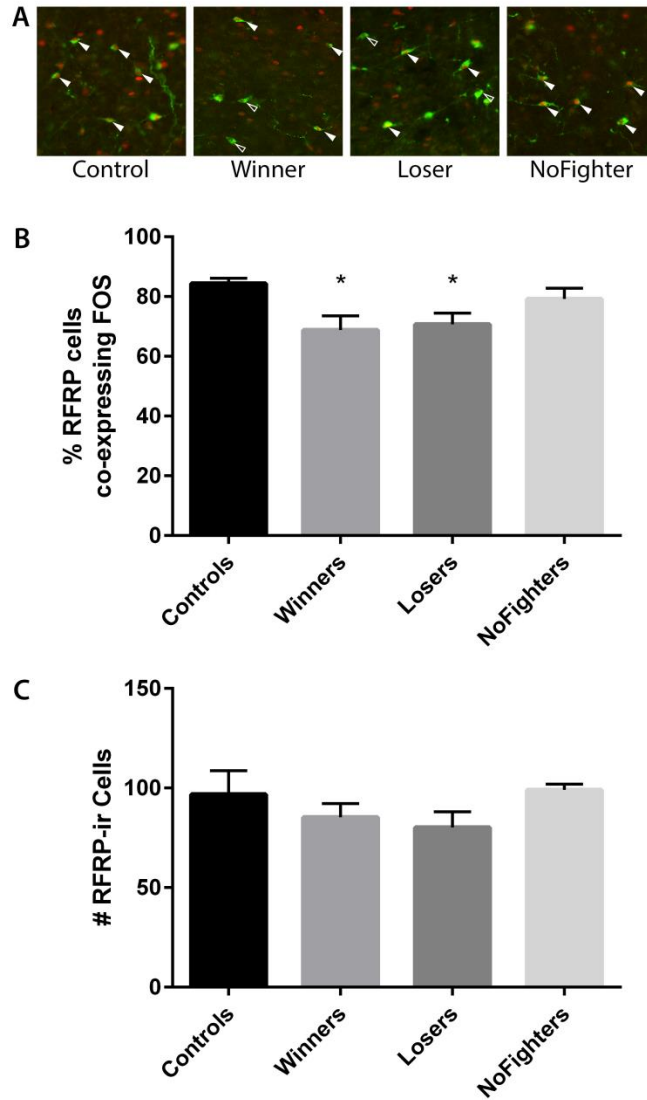 A
Control Winner Loser NoFighter
B
% RFRP cells
co-expressing FOS
100
80
60
40
20
0
* *
Controls Winners Losers NoFighters
C
# RFRP-ir Cells
150
100
50
0
Controls Winners Losers NoFighters